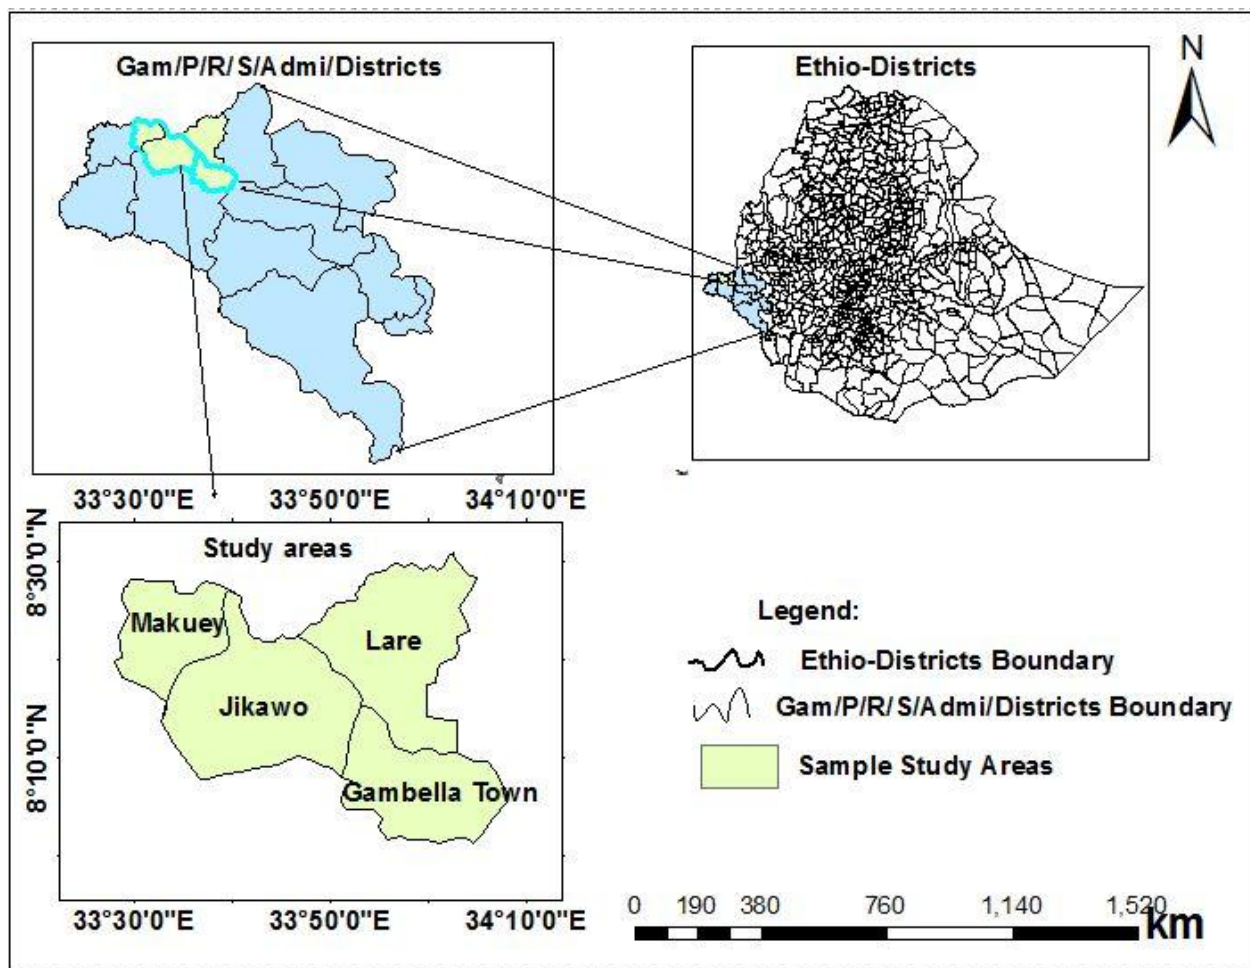 Gam/P/R/S/Admi/Districts
Ethio-Districts
N
33°30'0"E 33°50'0"E 34°10'0"E
Study areas
8°30'0"N
8°10'0"N
Makuey
Lare
Jikawo
Gambella Town
33°30'0"E 33°50'0"E 34°10'0"E
Legend:
Ethio-Districts Boundary
Gam/P/R/S/Admi/Districts Boundary
Sample Study Areas
0 190 380 760 1,140 1,520
km